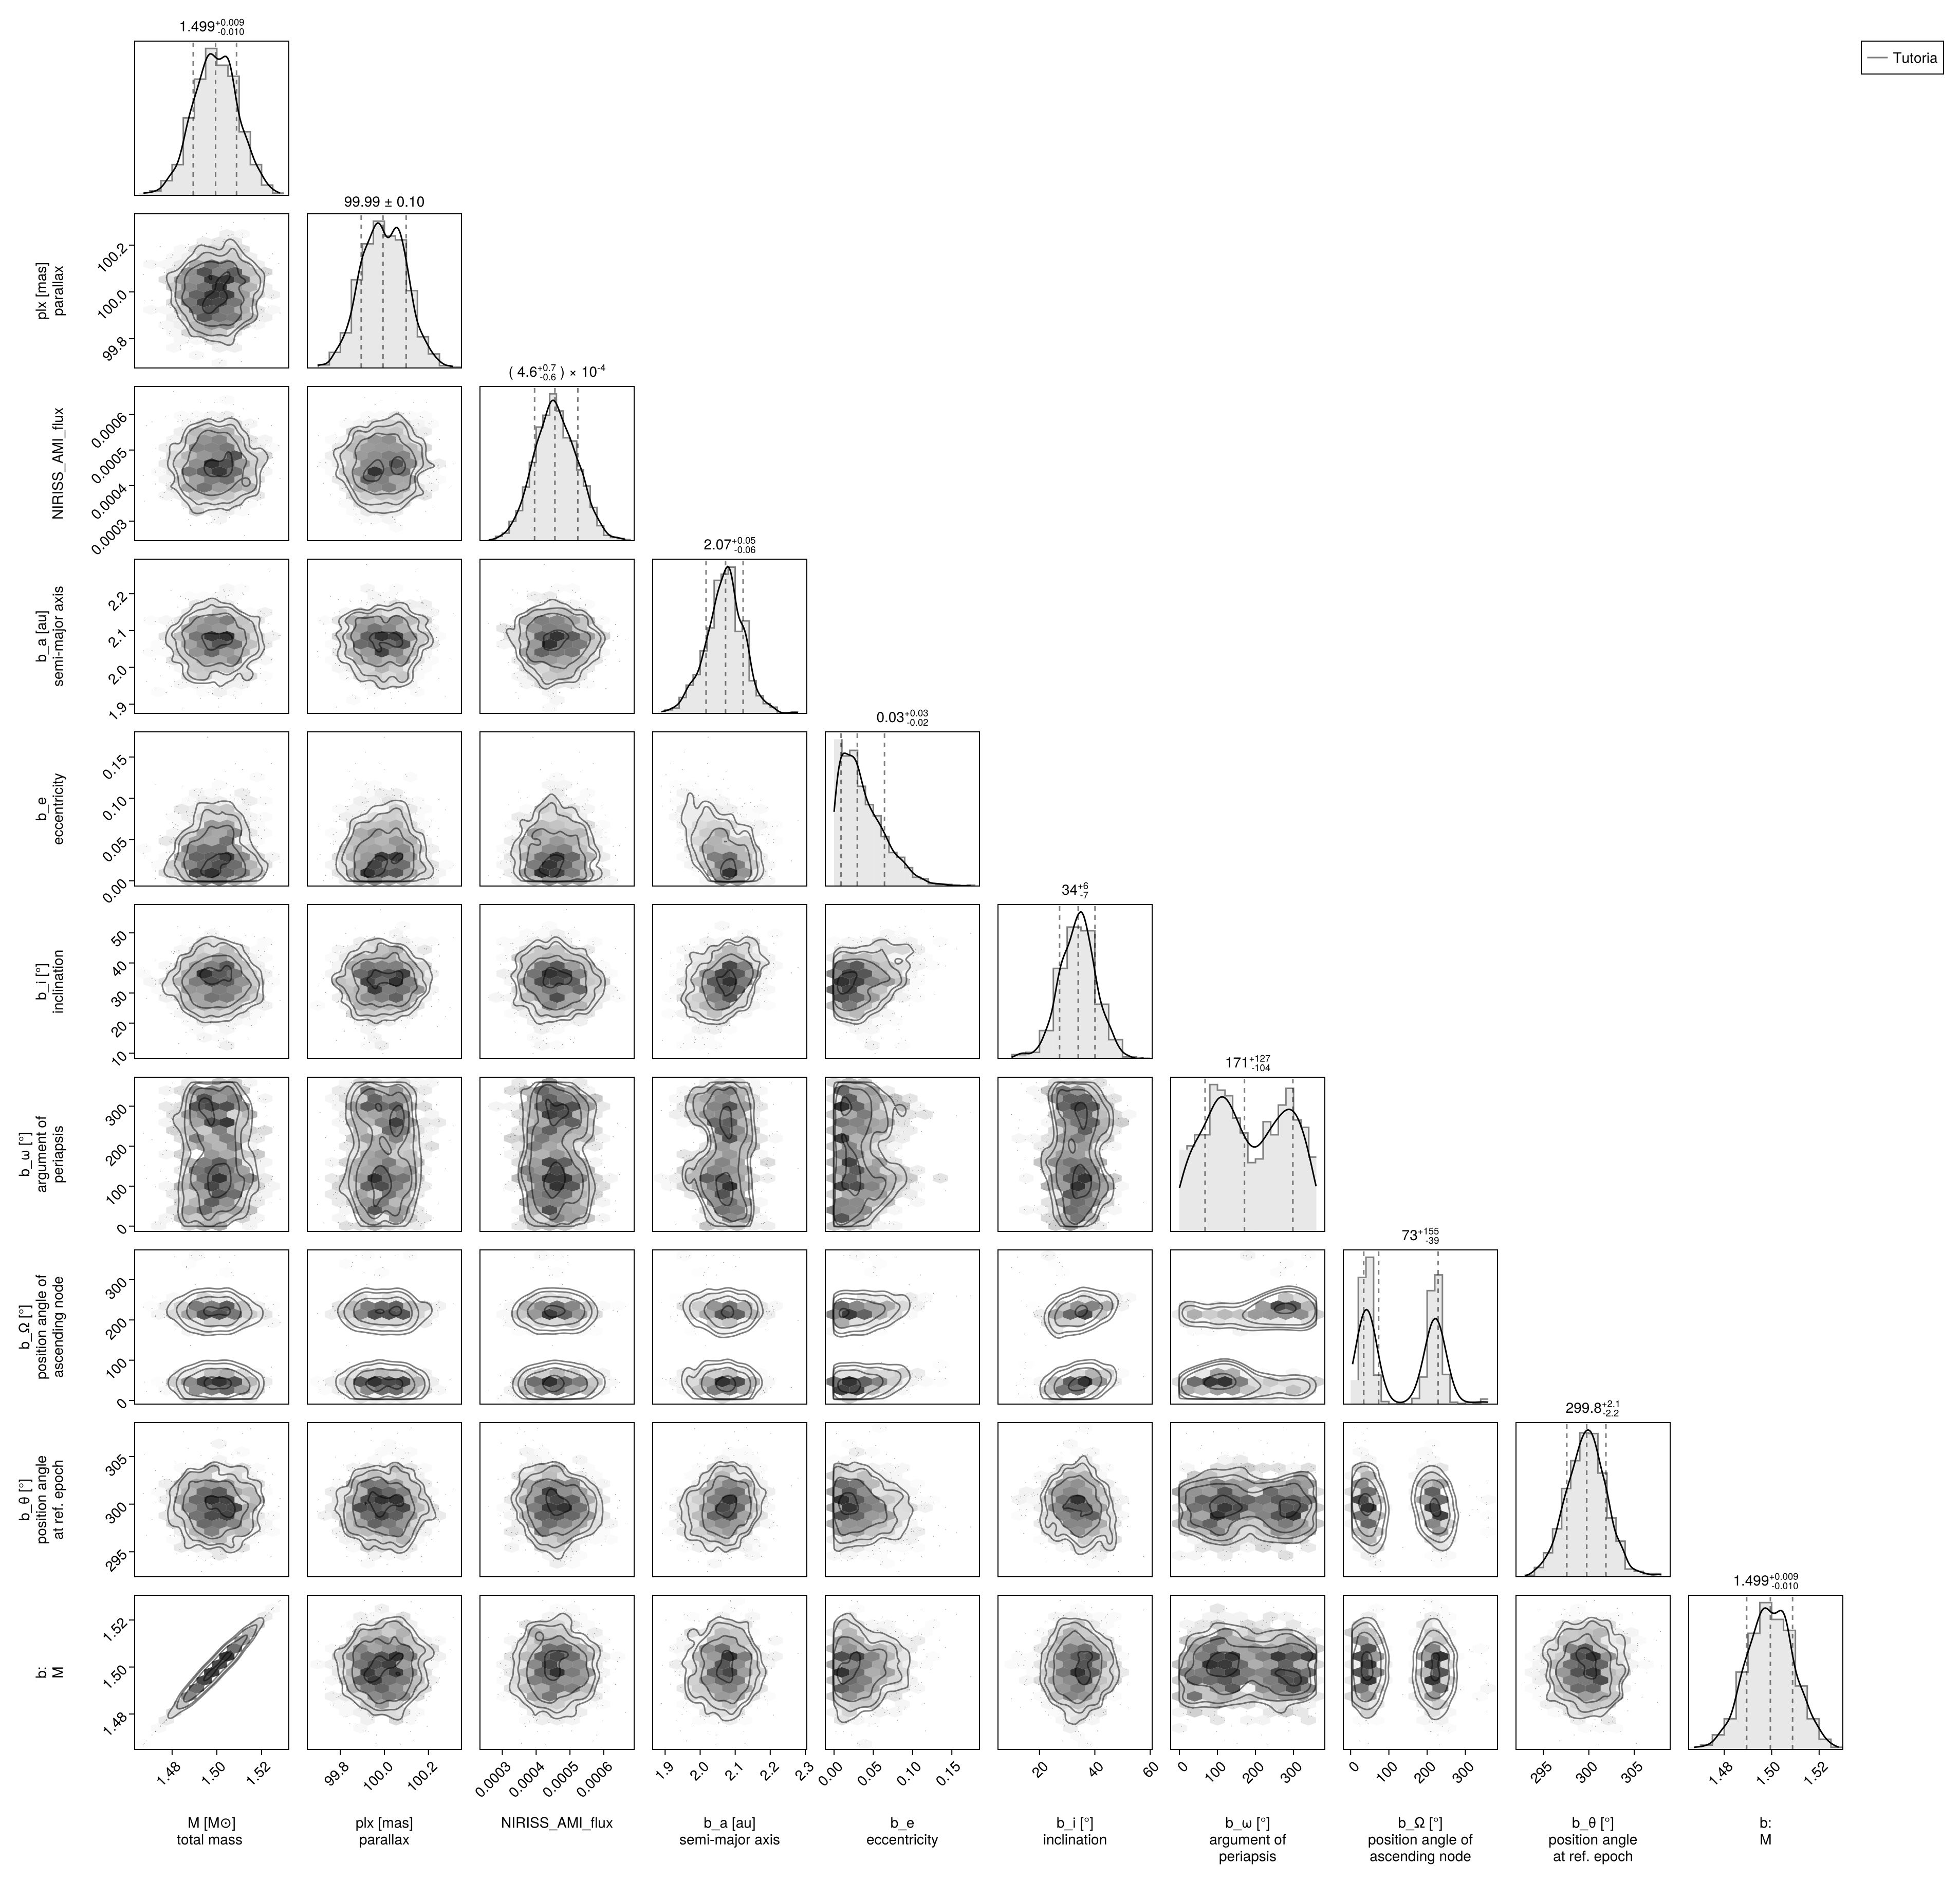 1.499+0.009 -0.010
Tutoria
99.99 ± 0.10
plx [mas]
parallax
100.2
100.0
99.8
( 4.6+0.7 -0.6 ) × 10-4
NIRISS_AMI_flux
0.0006
0.0005
0.0004
0.0003
2.07+0.05 -0.06
b_a [au]
semi-major axis
2.2
2.1
2.0
1.9
0.03+0.03 -0.02
b_e
eccentricity
0.15
0.10
0.05
0.00
34+6 -7
b_i [°]
inclination
50
40
30
20
10
171+127 -104
b_ω [°]
argument of
periapsis
300
200
100
0
73+155 -39
b_Ω [°]
position angle of
ascending node
300
200
100
0
299.8+2.1 -2.2
b_θ [°]
position angle
at ref. epoch
305
300
295
1.499+0.009 -0.010
b:
M
1.52
1.50
1.48
1.48 1.50 1.52 99.8 100.0 100.2 0.0003 0.0004 0.0005 0.0006 1.9 2.0 2.1 2.2 2.3 0.00 0.05 0.10 0.15 20 40 60 0 100 200 300 0 100 200 300 295 300 305 1.48 1.50 1.52
M [M⊙]
total mass
plx [mas]
parallax
NIRISS_AMI_flux
b_a [au]
semi-major axis
b_e
eccentricity
b_i [°]
inclination
b_ω [°]
argument of
periapsis
b_Ω [°]
position angle of
ascending node
b_θ [°]
position angle
at ref. epoch
b:
M